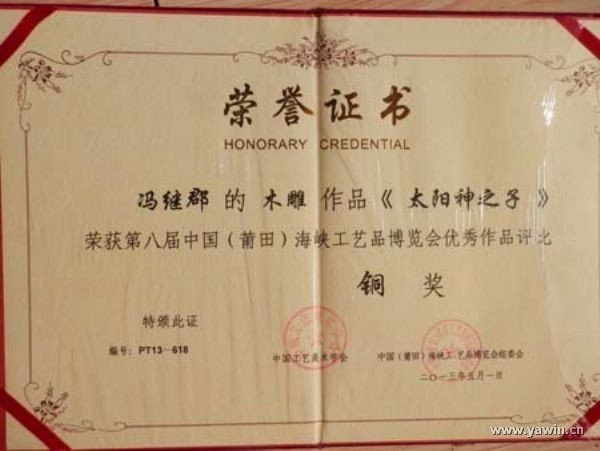 荣誉证书
HONORARY CREDENTIAL
冯继郡 的 木雕 作品《 太阳神之子 》
荣获第八届中国(莆田)海峡工艺品博览会优秀作品评比
铜 奖
特颁此证
编号: PT13-618
中国工艺美术学会
中国(莆田)海峡工艺品博览会组委会
二〇一三年五月一日
www.yawin.cn